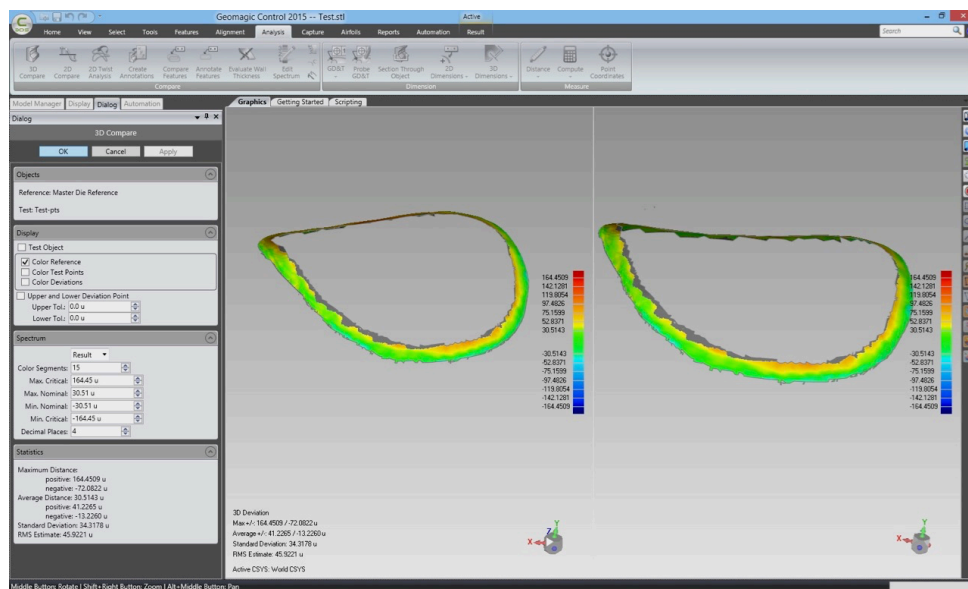 Geomagic Control 2015 -- Test.stl
Active
Home View Select Tools Features Alignment Analysis Capture Airfoils Reports Automation Result
Search
3D Compare
2D Compare
2D Twist Analysis
Create Annotations
Compare Features
Annotate Features
Evaluate Wall Thickness
Edit Spectrum
GD&T
Probe GD&T
Section Through Object
2D Dimensions
3D Dimensions
Distance
Compute
Point Coordinates
Compare
Dimension
Measure
Model Manager Display Dialog Automation
Graphics Getting Started Scripting
Dialog
3D Compare
OK Cancel Apply
Objects
Reference: Master Die Reference
Test: Test-pts
Display
Test Object
Color Reference
Color Test Points
Color Deviations
Upper and Lower Deviation Point
Upper Tol.: 0.0 u
Lower Tol.: 0.0 u
Spectrum
Result
Color Segments: 15
Max. Critical: 164.45 u
Max. Nominal: 30.51 u
Min. Nominal: -30.51 u
Min. Critical: -164.45 u
Decimal Places: 4
Statistics
Maximum Distance:
positive: 164.4509 u
negative: -72.0822 u
Average Distance: 30.5143 u
positive: 41.2265 u
negative: -13.2260 u
Standard Deviation: 34.3178 u
RMS Estimate: 45.9221 u
164.4509
142.1281
119.8054
97.4826
75.1599
52.8371
30.5143
-30.5143
-52.8371
-75.1599
-97.4826
-119.8054
-142.1281
-164.4509
164.4509
142.1281
119.8054
97.4826
75.1599
52.8371
30.5143
-30.5143
-52.8371
-75.1599
-97.4826
-119.8054
-142.1281
-164.4509
3D Deviation
Max +/-: 164.4509 / -72.0822 u
Average +/-: 41.2265 / -13.2260 u
Standard Deviation: 34.3178 u
RMS Estimate: 45.9221 u
Active CSYS: World CSYS
Y
Z
X
Y
X
Middle Button: Rotate | Shift+Right Button: Zoom | Alt+Middle Button: Pan